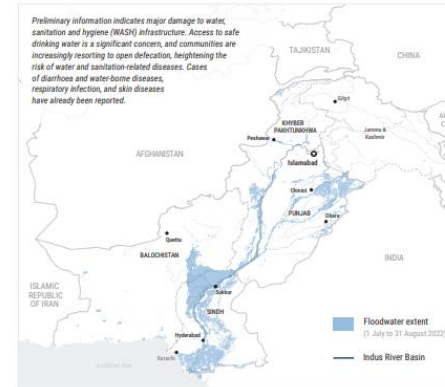 Preliminary information indicates major damage to water,
sanitation and hygiene (WASH) infrastructure. Access to safe
drinking water is a significant concern, and communities are
increasingly resorting to open defecation, heightening the
risk of water and sanitation-related diseases. Cases
of diarrhoea and water-borne diseases,
respiratory infection, and skin diseases
have already been reported.
TAJIKISTAN
CHINA
Gilgit
KHYBER
PAKHTUNKHWA
Peshawar
Jammu &
Kashmir
Islamabad
AFGHANISTAN
Chiniot
PUNJAB
Okara
Quetta
BALOCHISTAN
INDIA
ISLAMIC
REPUBLIC
OF IRAN
Sukkur
SINDH
Hyderabad
Karachi
Arabian Sea
Floodwater extent
(1 July to 31 August 2022)
Indus River Basin